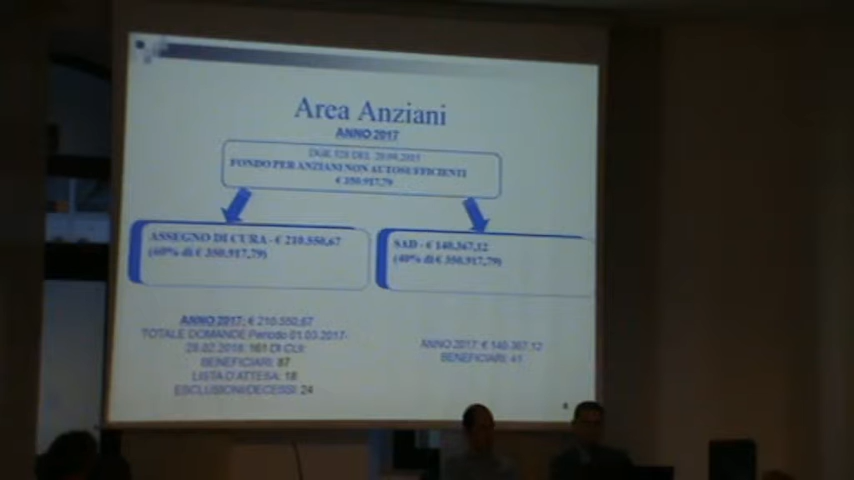 Area Anziani
ANNO 2017
FONDO PER ANZIANI NON AUTOSUFFICIENTI
€ 350.917,79
ASSEGNO DI CURA - € 210.550,67
(60% di € 350.917,79)
SAD - € 140.367,12
(40% di € 350.917,79)
ANNO 2017: € 210.550,67
TOTALE DOMANDE Periodo 01.03.2017-
28.02.2018: 161 DI CUI:
BENEFICIARI: 87
LISTA D'ATTESA: 18
ESCLUSIONI/DECESSI: 24
ANNO 2017: € 140.367,12
BENEFICIARI: 41